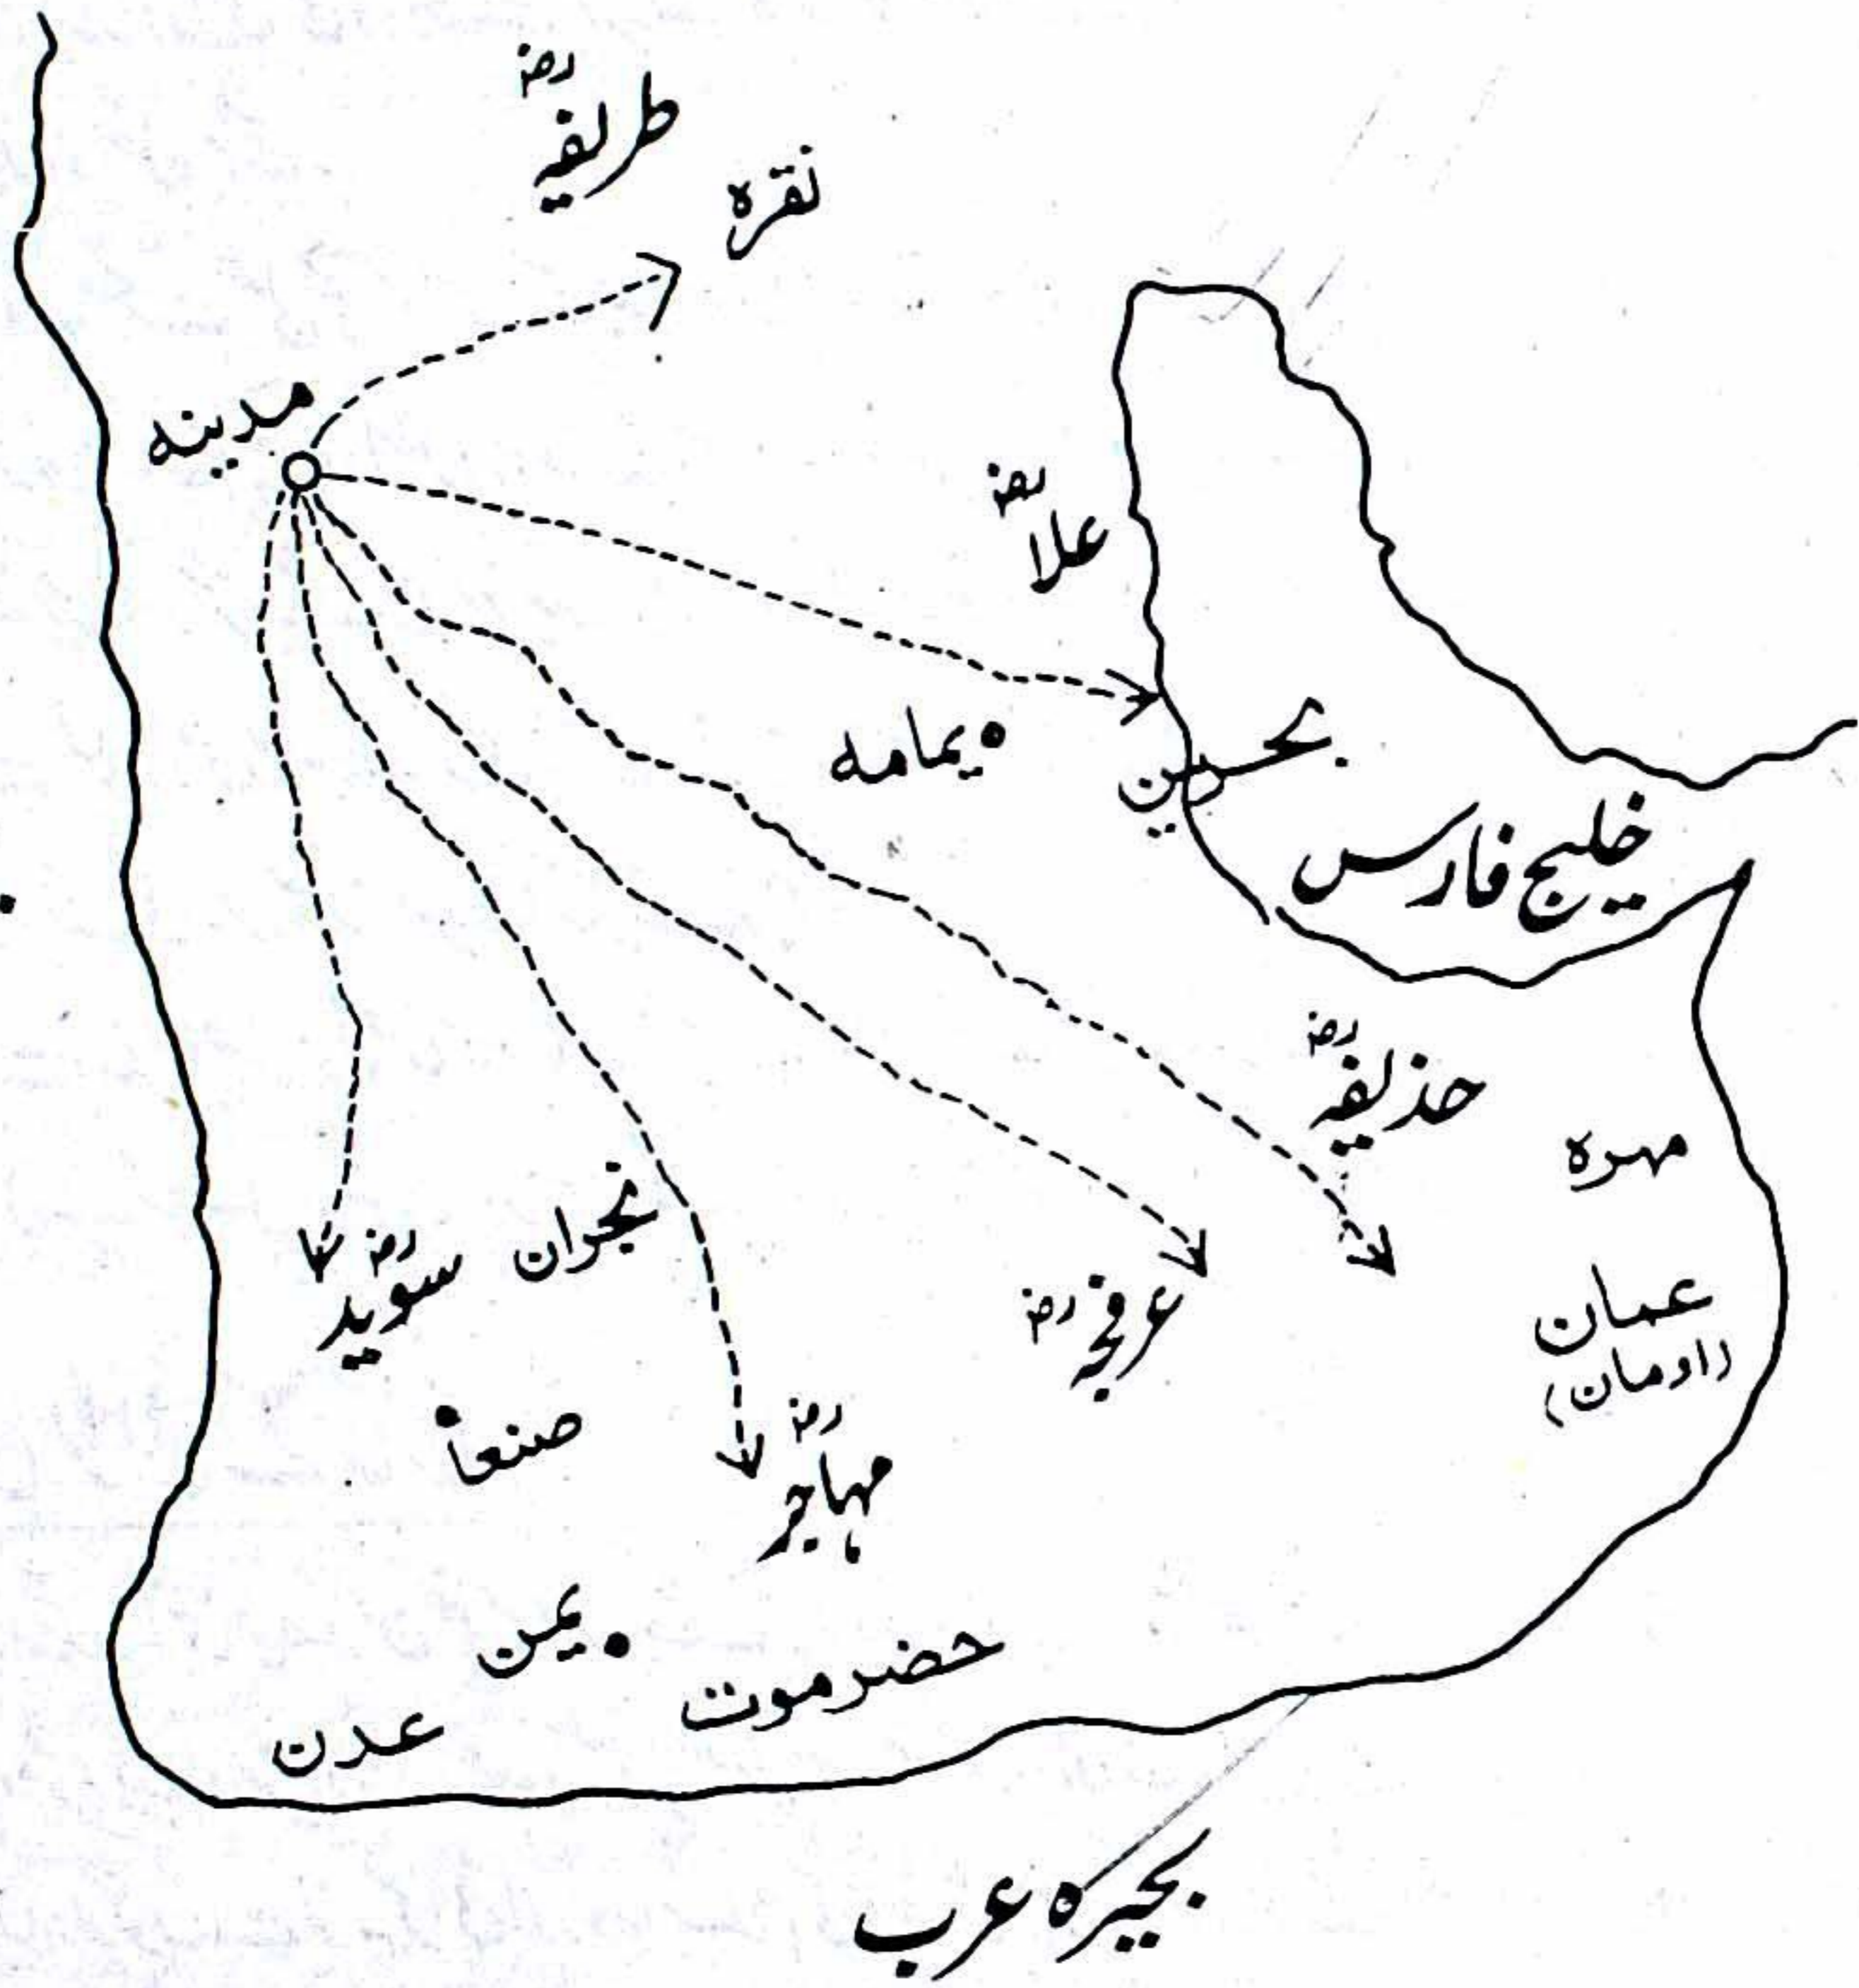 طریفہ رضؓ
نقرہ
مدینہ
علا رضؓ
یمامہ
بحرین
خلیج فارس
حذیفہ رضؓ
مہرہ
نجران
سوید رضؓ
عرفجہ رضؓ
عمان
(اومان)
صنعأ
مہاجر رضؓ
یمن
حضرموت
عدن
بحیرہ عرب